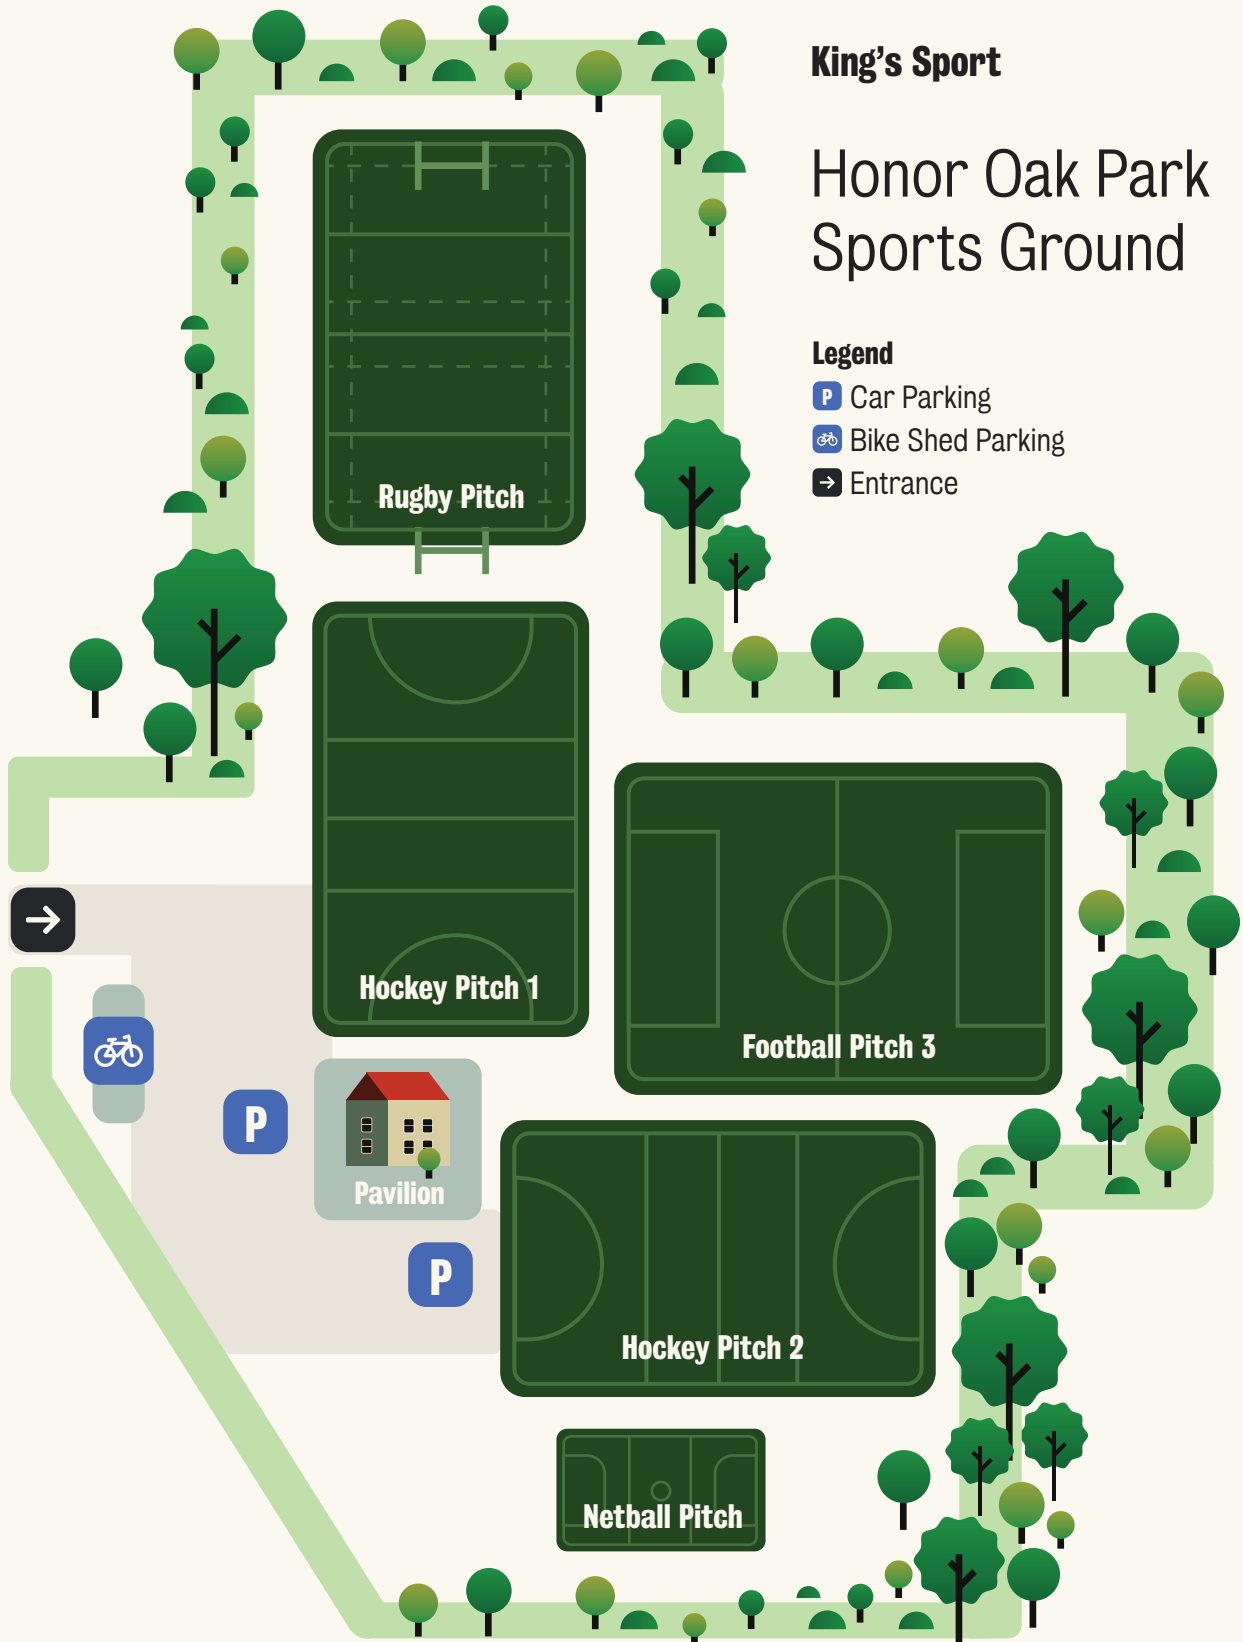 King's Sport
Honor Oak Park
Sports Ground
Legend
P Car Parking
Bike Shed Parking
Entrance
Rugby Pitch
Hockey Pitch 1
Football Pitch 3
P
Pavilion
P
Hockey Pitch 2
Netball Pitch